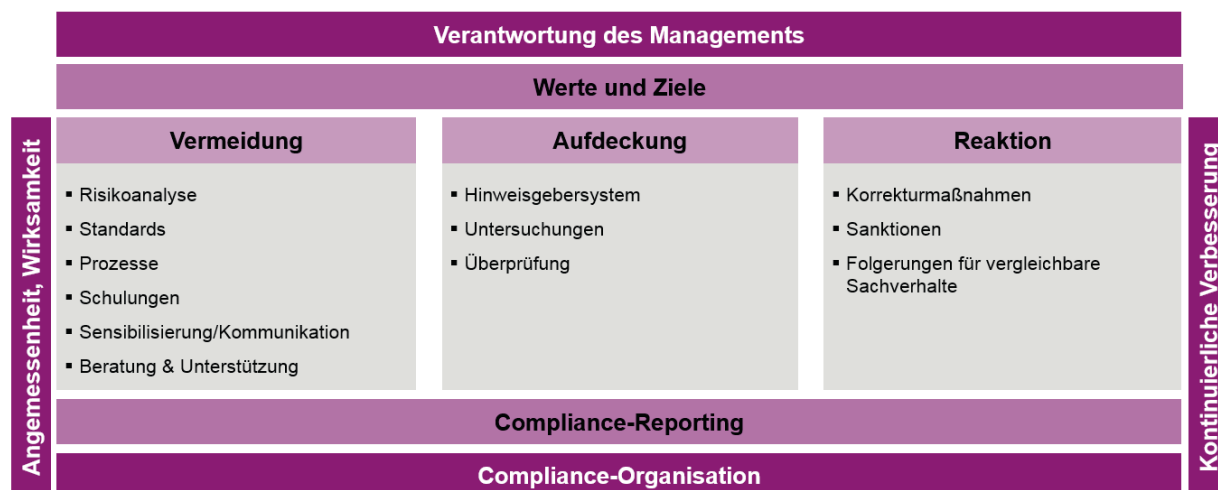 Verantwortung des Managements
Werte und Ziele
Angemessenheit, Wirksamkeit
Vermeidung
▪ Risikoanalyse
▪ Standards
▪ Prozesse
▪ Schulungen
▪ Sensibilisierung/Kommunikation
▪ Beratung & Unterstützung
Aufdeckung
▪ Hinweisgebersystem
▪ Untersuchungen
▪ Überprüfung
Reaktion
▪ Korrekturmaßnahmen
▪ Sanktionen
▪ Folgerungen für vergleichbare
Sachverhalte
Kontinuierliche Verbesserung
Compliance-Reporting
Compliance-Organisation